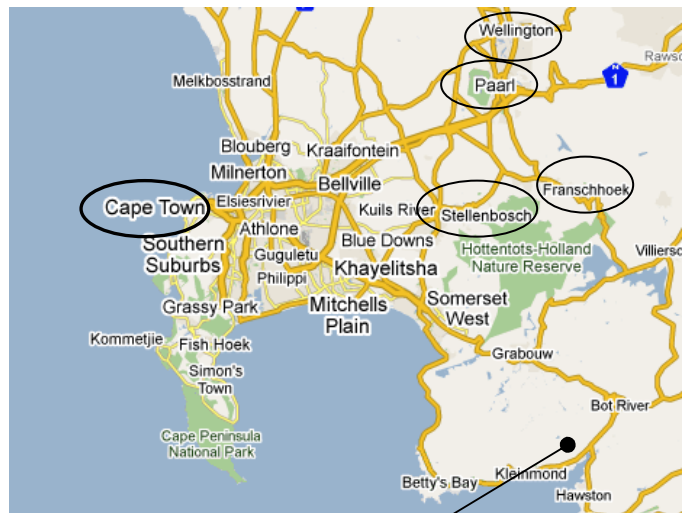 Wellington
Rawso
N
1
Paarl
Melkbosstrand
Blouberg
Kraaifontein
Milnerton
Bellville
Franschhoek
Cape Town
Elsiesrivier
Kuils River
Stellenbosch
Athlone
Blue Downs
Southern
Suburbs
Guguletu
Hottentots-Holland
Nature Reserve
Villiersd
Philippi
Khayelitsha
Grassy Park
Mitchells
Plain
Somerset
West
Kommetjie
Fish Hoek
Grabouw
Simon's
Town
Bot River
Cape Peninsula
National Park
Betty's Bay
Kleinmond
Hawston